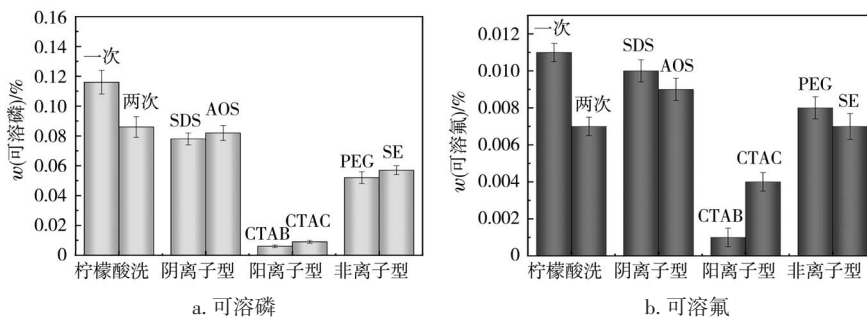 0.16
0.14
0.12
0.10
0.08
0.06
0.04
0.02
0
w(可溶磷)/%
一次
两次
SDS
AOS
CTAB
CTAC
PEG
SE
柠檬酸洗 阴离子型 阳离子型 非离子型
a. 可溶磷
0.012
0.010
0.008
0.006
0.004
0.002
0
w(可溶氟)/%
一次
两次
SDS
AOS
CTAB
CTAC
PEG
SE
柠檬酸洗 阴离子型 阳离子型 非离子型
b. 可溶氟